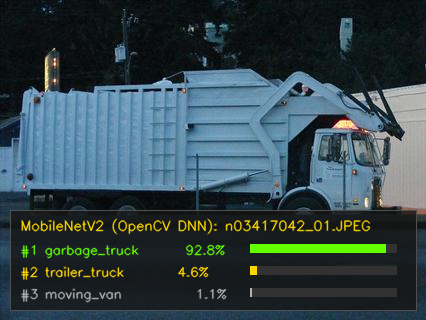 MobileNetV2 (OpenCV DNN): n03417042_01.JPEG
#1 garbage_truck 92.8%
#2 trailer_truck 4.6%
#3 moving_van 1.1%